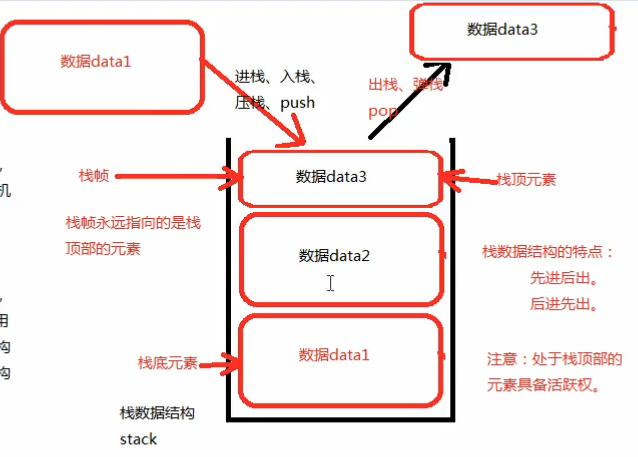 数据data1
数据data3
进栈、入栈、
压栈、push
出栈、弹栈
pop
，
机
栈帧
数据data3
栈顶元素
栈帧永远指向的是栈
顶部的元素
数据data2
栈数据结构的特点：
先进后出。
后进先出。
，
用
构
构
栈底元素
数据data1
注意：处于栈顶部的
元素具备活跃权。
栈数据结构
stack